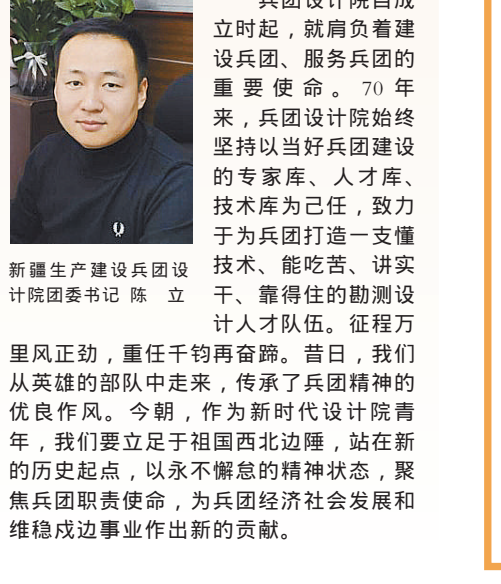 兵团设计院自成
立时起，就肩负着建
设兵团、服务兵团的
重要使命。70年
来，兵团设计院始终
坚持以当好兵团建设
的专家库、人才库、
技术库为己任，致力
于为兵团打造一支懂
技术、能吃苦、讲实
干、靠得住的勘测设
计人才队伍。征程万
里风正劲，重任千钧再奋蹄。昔日，我们
从英雄的部队中走来，传承了兵团精神的
优良作风。今朝，作为新时代设计院青
年，我们要立足于祖国西北边陲，站在新
的历史起点，以永不懈怠的精神状态，聚
焦兵团职责使命，为兵团经济社会发展和
维稳戍边事业作出新的贡献。
新疆生产建设兵团设
计院团委书记 陈 立